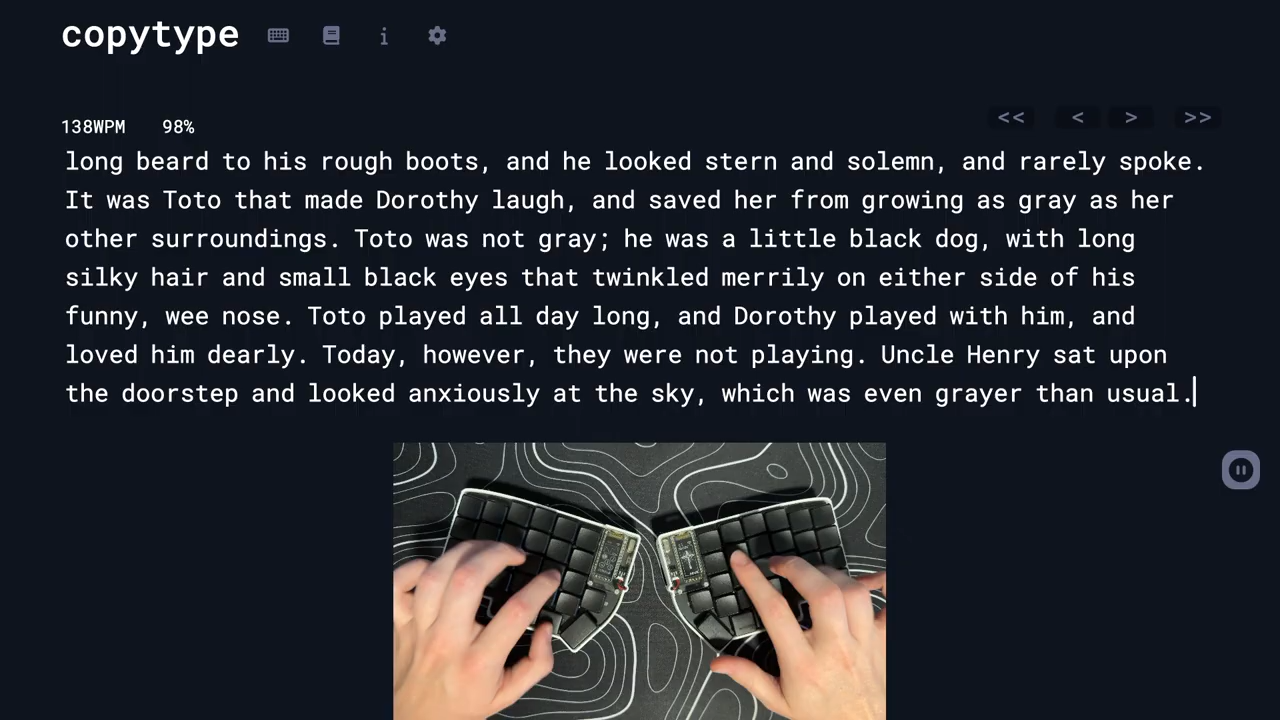 copytype
138WPM 98%
<< < > >>
long beard to his rough boots, and he looked stern and solemn, and rarely spoke.
It was Toto that made Dorothy laugh, and saved her from growing as gray as her
other surroundings. Toto was not gray; he was a little black dog, with long
silky hair and small black eyes that twinkled merrily on either side of his
funny, wee nose. Toto played all day long, and Dorothy played with him, and
loved him dearly. Today, however, they were not playing. Uncle Henry sat upon
the doorstep and looked anxiously at the sky, which was even grayer than usual.